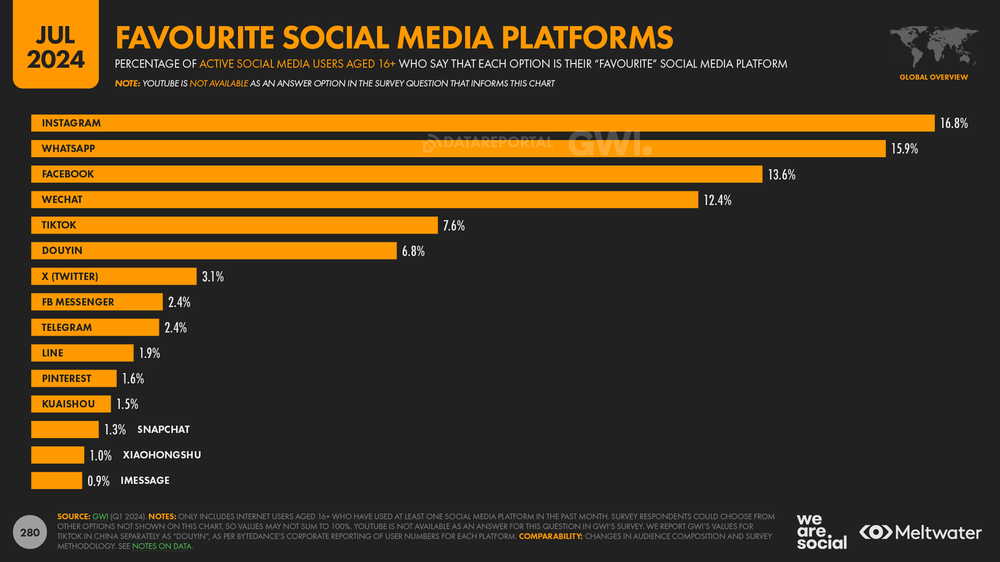 JUL
2024
FAVOURITE SOCIAL MEDIA PLATFORMS
PERCENTAGE OF ACTIVE SOCIAL MEDIA USERS AGED 16+ WHO SAY THAT EACH OPTION IS THEIR “FAVOURITE” SOCIAL MEDIA PLATFORM
NOTE: YOUTUBE IS NOT AVAILABLE AS AN ANSWER OPTION IN THE SURVEY QUESTION THAT INFORMS THIS CHART
GLOBAL OVERVIEW
INSTAGRAM 16.8%
DATAREPORTAL GWI.
WHATSAPP 15.9%
FACEBOOK 13.6%
WECHAT 12.4%
TIKTOK 7.6%
DOUYIN 6.8%
X (TWITTER) 3.1%
FB MESSENGER 2.4%
TELEGRAM 2.4%
LINE 1.9%
PINTEREST 1.6%
KUAISHOU 1.5%
1.3% SNAPCHAT
1.0% XIAOHONGSHU
0.9% IMESSAGE
280
SOURCE: GWI (Q1 2024). NOTES: ONLY INCLUDES INTERNET USERS AGED 16+ WHO HAVE USED AT LEAST ONE SOCIAL MEDIA PLATFORM IN THE PAST MONTH. SURVEY RESPONDENTS COULD CHOOSE FROM
OTHER OPTIONS NOT SHOWN ON THIS CHART, SO VALUES MAY NOT SUM TO 100%. YOUTUBE IS NOT AVAILABLE AS AN ANSWER FOR THIS QUESTION IN GWI’S SURVEY. WE REPORT GWI’S VALUES FOR
TIKTOK IN CHINA SEPARATELY AS “DOUYIN”, AS PER BYTEDANCE’S CORPORATE REPORTING OF USER NUMBERS FOR EACH PLATFORM. COMPARABILITY: CHANGES IN AUDIENCE COMPOSITION AND SURVEY
METHODOLOGY. SEE NOTES ON DATA.
we
are
social
Meltwater